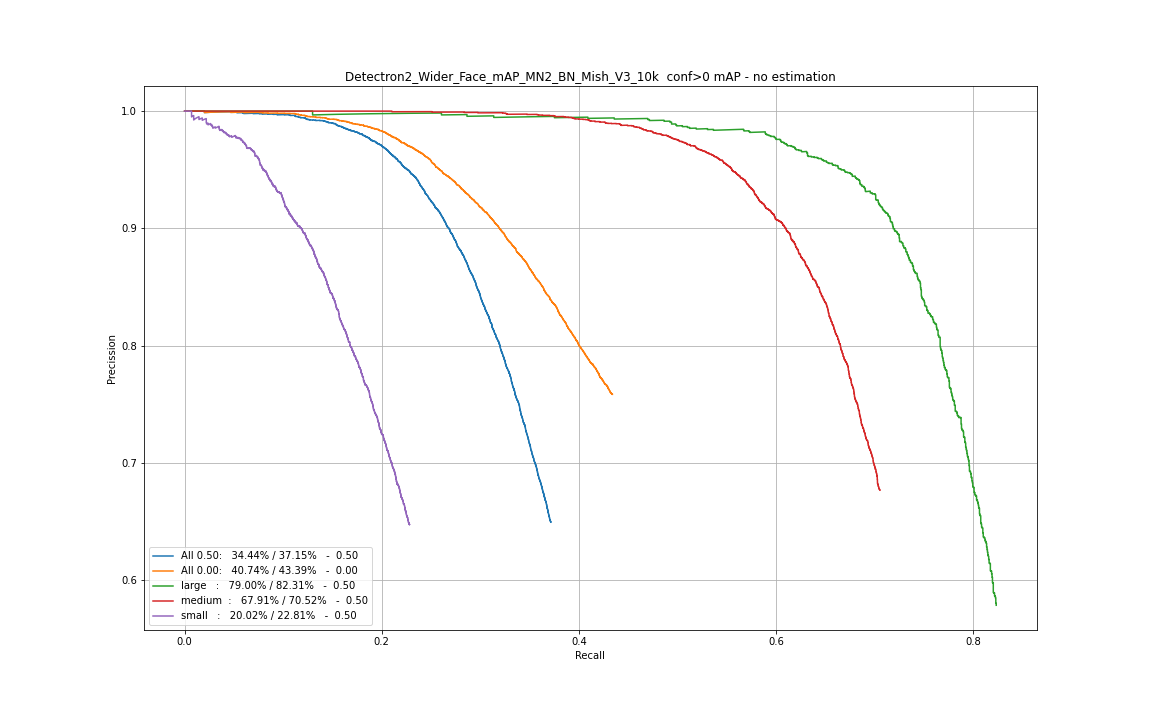 Detectron2_Wider_Face_mAP_MN2_BN_Mish_V3_10k  conf>0 mAP - no estimation
1.0
0.9
0.8
0.7
0.6
Precission
All 0.50:   34.44% / 37.15%   -  0.50
All 0.00:   40.74% / 43.39%   -  0.00
large   :   79.00% / 82.31%   -  0.50
medium  :   67.91% / 70.52%   -  0.50
small   :   20.02% / 22.81%   -  0.50
0.0 0.2 0.4 0.6 0.8
Recall